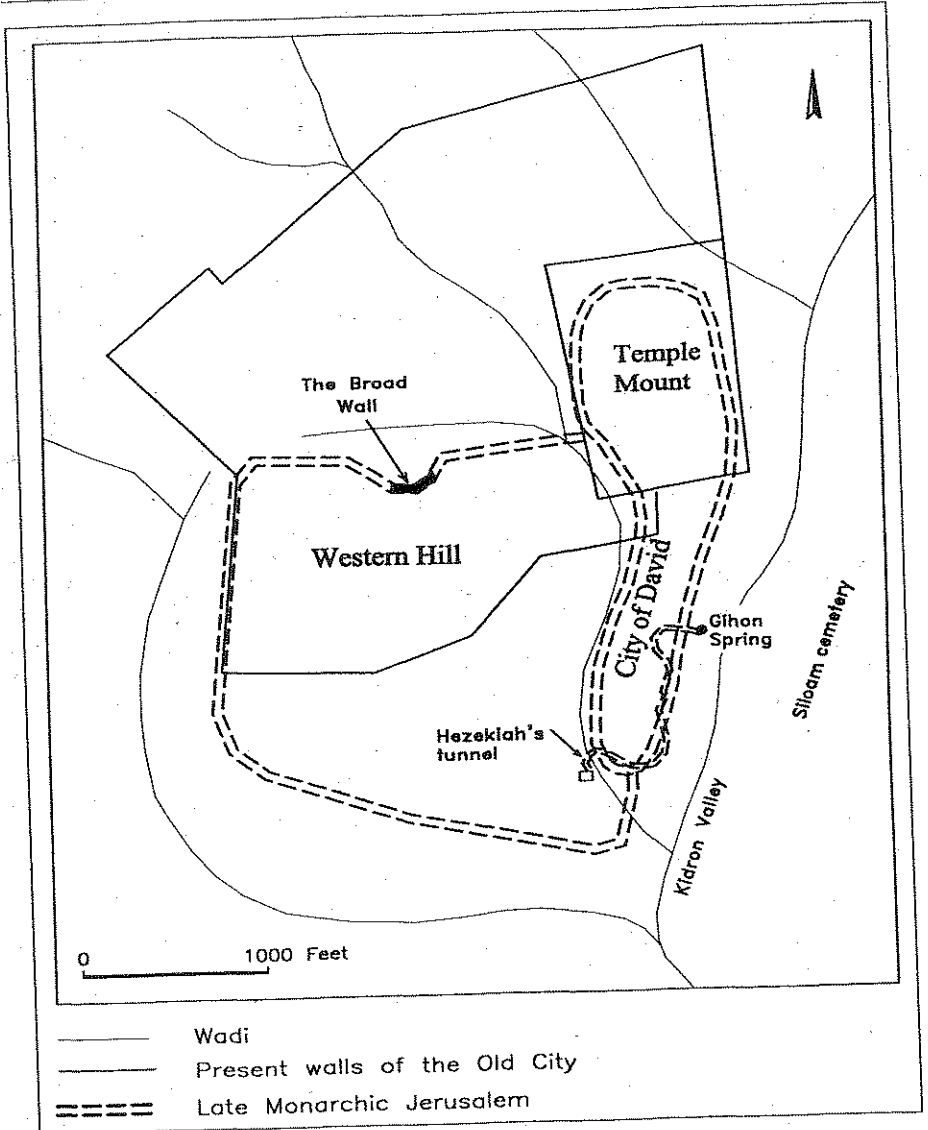 Temple
Mount
The Broad
Wall
Western Hill
City of David
Gihon
Spring
Siloam cemetery
Hezekiah's
tunnel
Kidron Valley
0 1000 Feet
Wadi
Present walls of the Old City
Late Monarchic Jerusalem